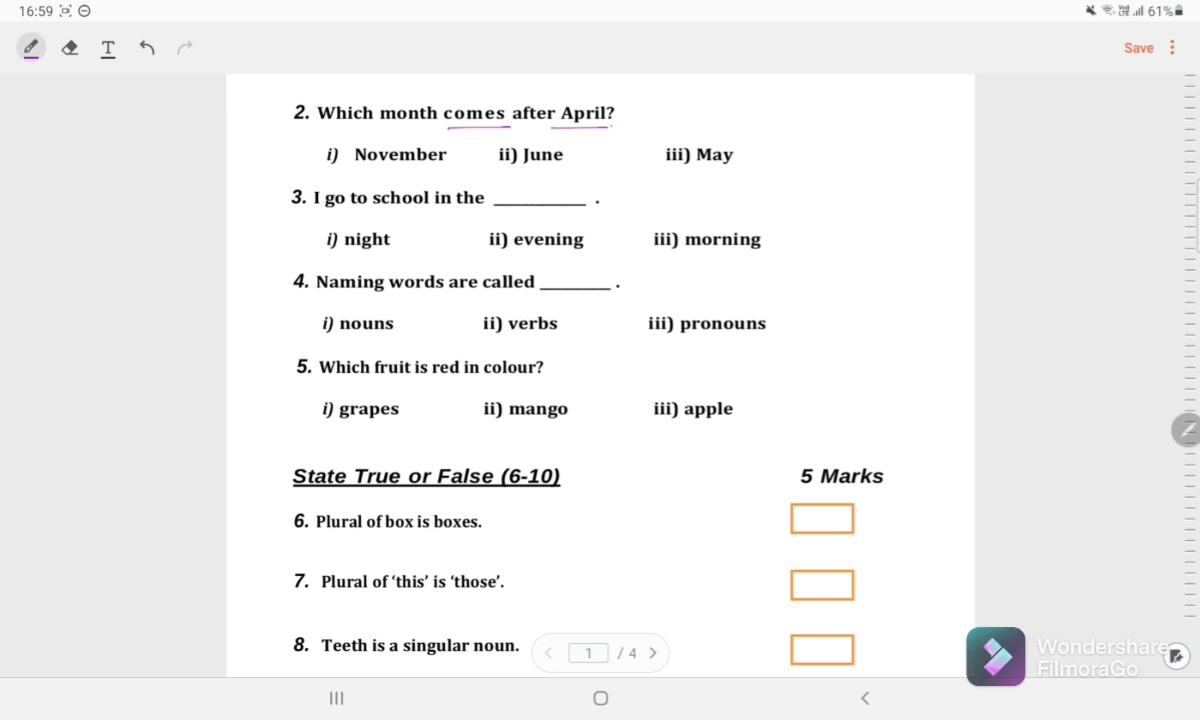 16:59 61%
Save
2. Which month comes after April?
i) November ii) June iii) May
3. I go to school in the __________ .
i) night ii) evening iii) morning
4. Naming words are called ________ .
i) nouns ii) verbs iii) pronouns
5. Which fruit is red in colour?
i) grapes ii) mango iii) apple
State True or False (6-10) 5 Marks
6. Plural of box is boxes.
7. Plural of ‘this’ is ‘those’.
8. Teeth is a singular noun.
1 / 4
Wondershare
FilmoraGo